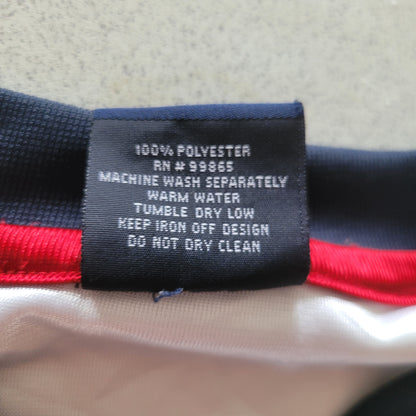 100% POLYESTER
RN # 99865
MACHINE WASH SEPARATELY
WARM WATER
TUMBLE DRY LOW
KEEP IRON OFF DESIGN
DO NOT DRY CLEAN